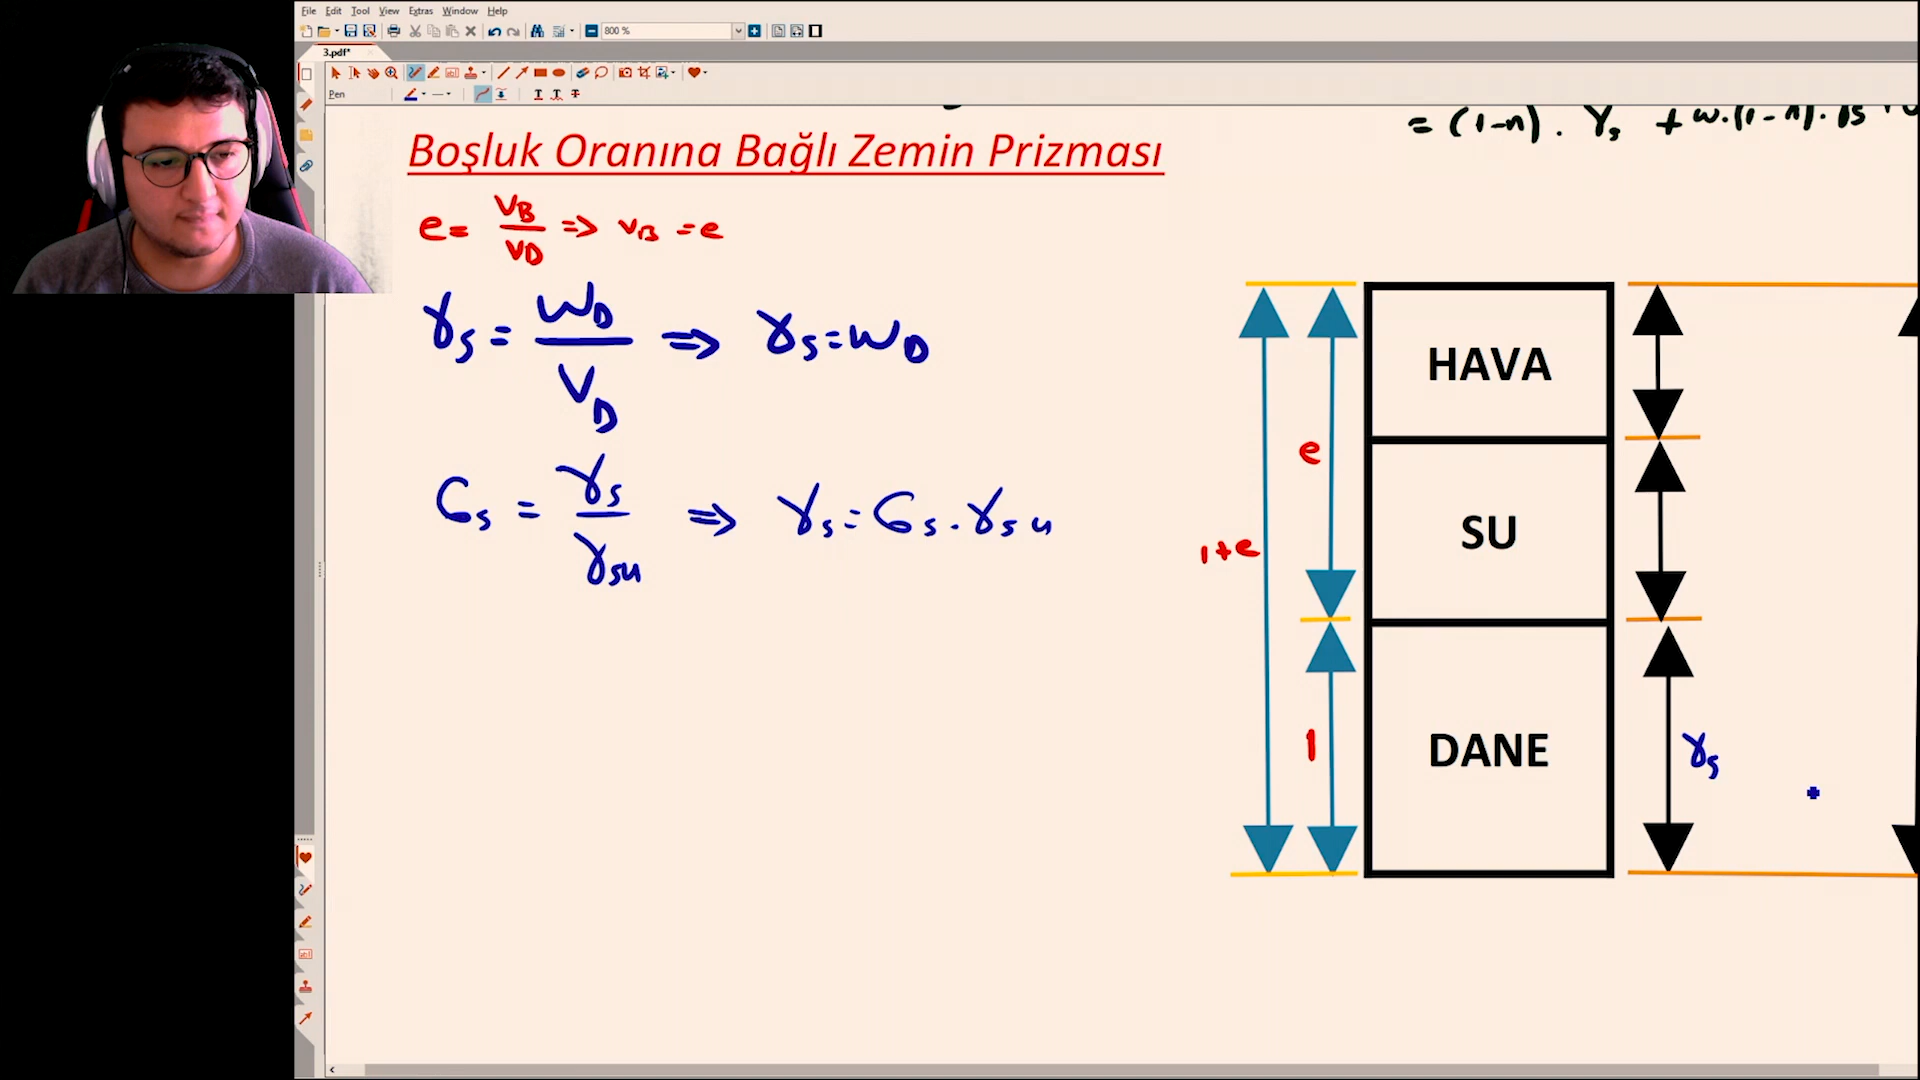 File Edit Tool View Extras Window Help
800 %
3.pdf*
Pen
= (1-n) . γs + w.(1-n).γs
Boşluk Oranına Bağlı Zemin Prizması
e = VB/VD ⇒ VB = e
γs = WD/VD ⇒ γs = WD
Gs = γs/γsu ⇒ γs = Gs . γsu
HAVA
e
SU
1+e
DANE
1
γs